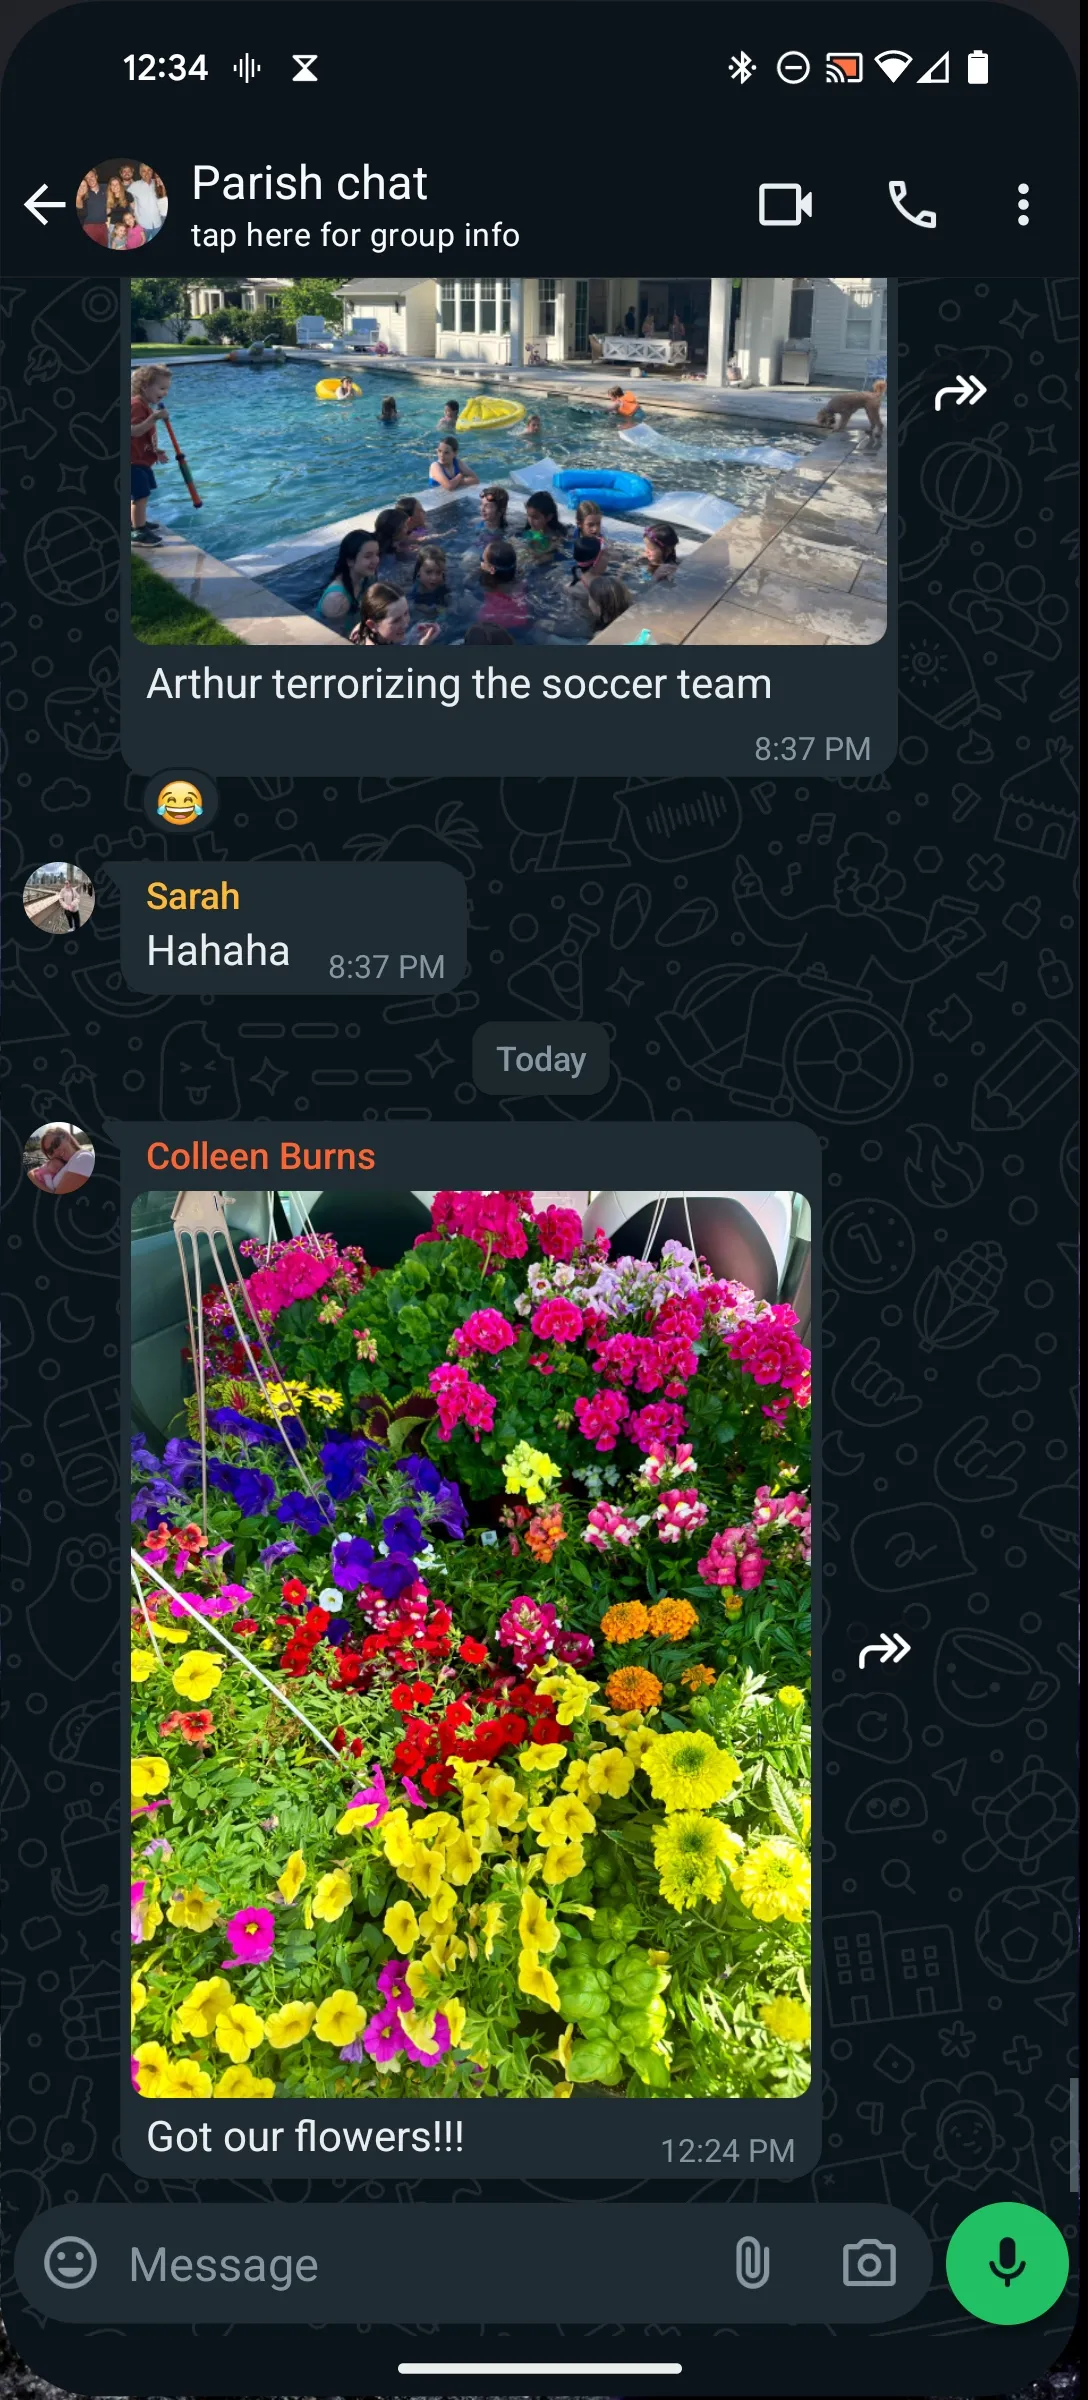 12:34
Parish chat
tap here for group info
Arthur terrorizing the soccer team
8:37 PM
Sarah
Hahaha
8:37 PM
Today
Colleen Burns
Got our flowers!!!
12:24 PM
Message